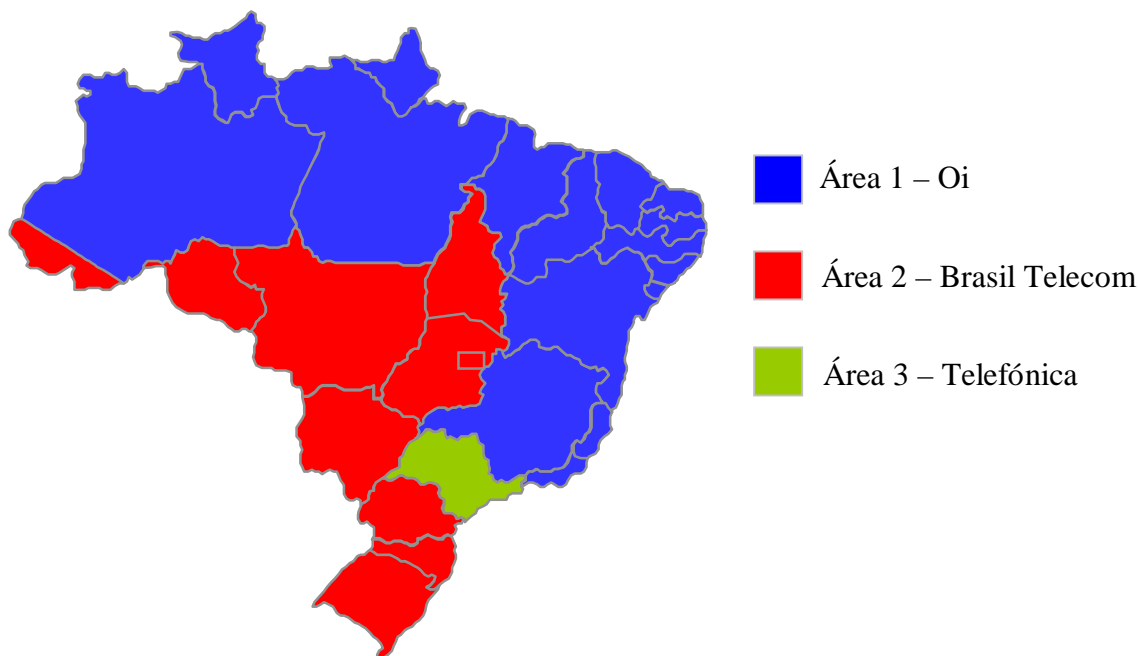 Área 1 – Oi
Área 2 – Brasil Telecom
Área 3 – Telefónica